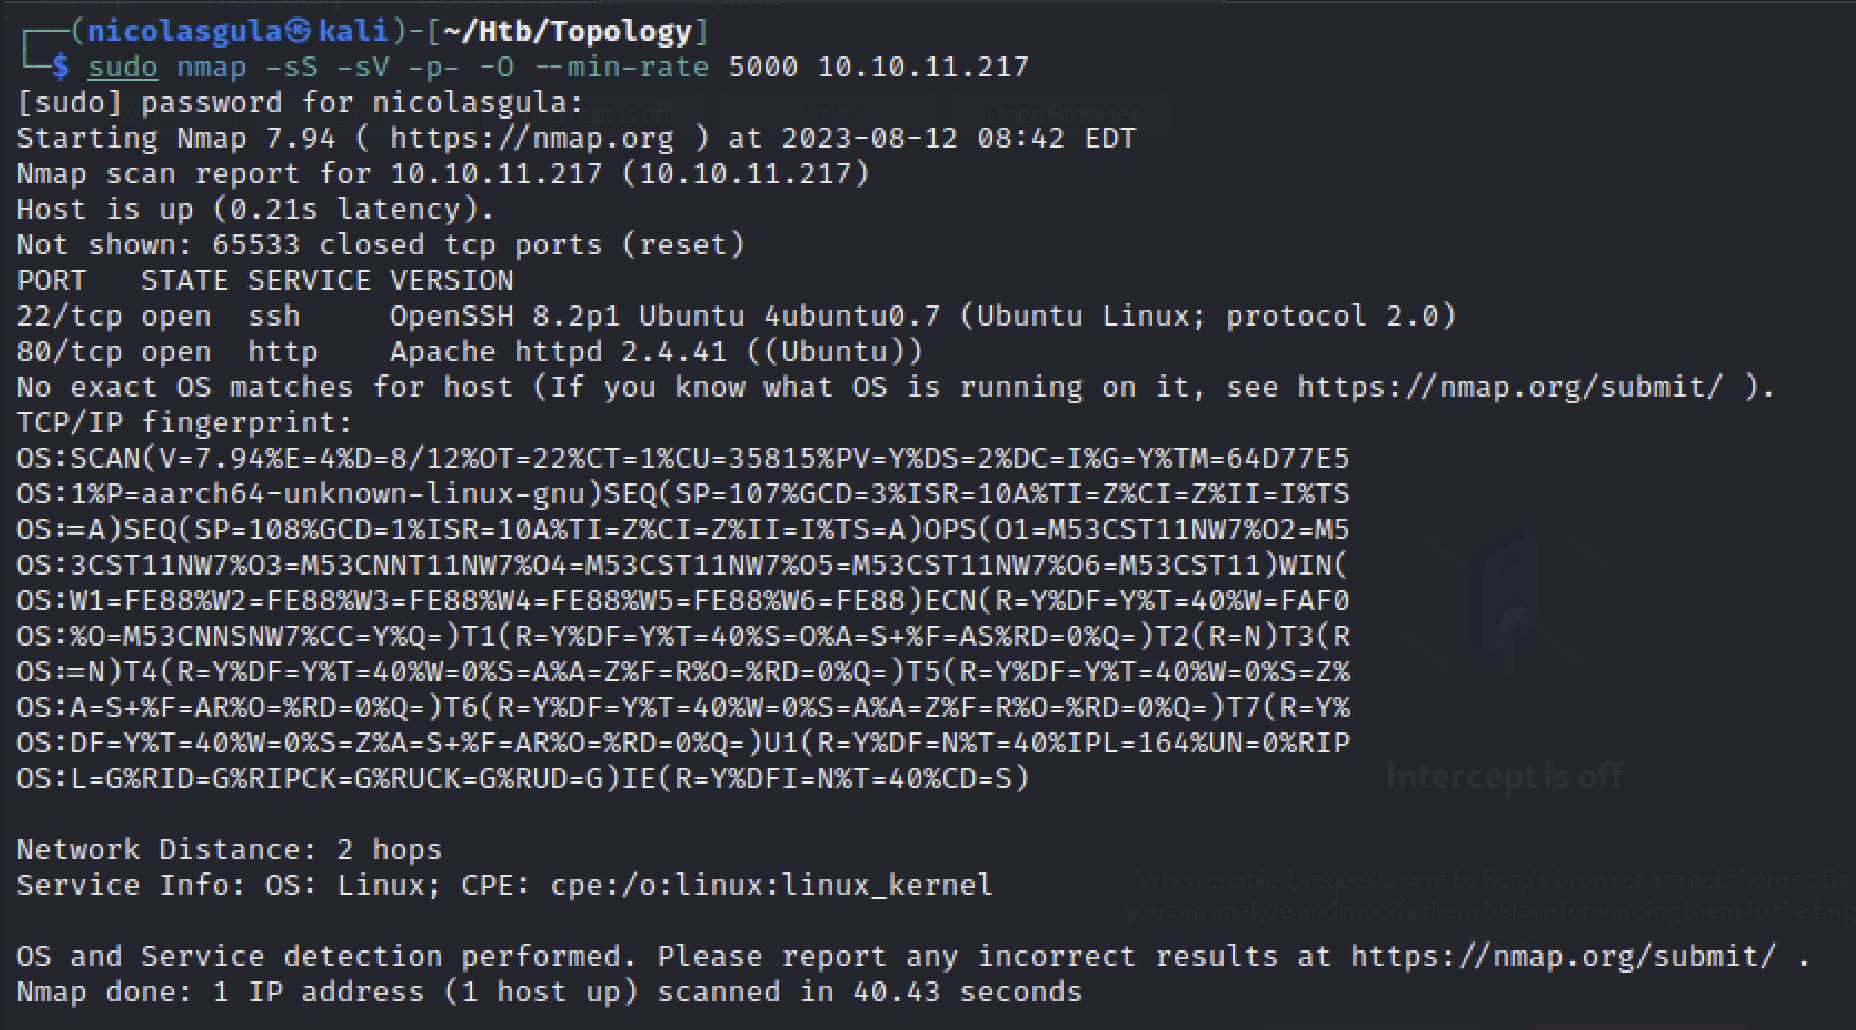 (nicolasgula㉿kali)-[~/Htb/Topology]
$ sudo nmap -sS -sV -p- -O --min-rate 5000 10.10.11.217
[sudo] password for nicolasgula:
Starting Nmap 7.94 ( https://nmap.org ) at 2023-08-12 08:42 EDT
Nmap scan report for 10.10.11.217 (10.10.11.217)
Host is up (0.21s latency).
Not shown: 65533 closed tcp ports (reset)
PORT   STATE SERVICE VERSION
22/tcp open  ssh     OpenSSH 8.2p1 Ubuntu 4ubuntu0.7 (Ubuntu Linux; protocol 2.0)
80/tcp open  http    Apache httpd 2.4.41 ((Ubuntu))
No exact OS matches for host (If you know what OS is running on it, see https://nmap.org/submit/ ).
TCP/IP fingerprint:
OS:SCAN(V=7.94%E=4%D=8/12%OT=22%CT=1%CU=35815%PV=Y%DS=2%DC=I%G=Y%TM=64D77E5
OS:1%P=aarch64-unknown-linux-gnu)SEQ(SP=107%GCD=3%ISR=10A%TI=Z%CI=Z%II=I%TS
OS:=A)SEQ(SP=108%GCD=1%ISR=10A%TI=Z%CI=Z%II=I%TS=A)OPS(O1=M53CST11NW7%O2=M5
OS:3CST11NW7%O3=M53CNNT11NW7%O4=M53CST11NW7%O5=M53CST11NW7%O6=M53CST11)WIN(
OS:W1=FE88%W2=FE88%W3=FE88%W4=FE88%W5=FE88%W6=FE88)ECN(R=Y%DF=Y%T=40%W=FAF0
OS:%O=M53CNNSNW7%CC=Y%Q=)T1(R=Y%DF=Y%T=40%S=O%A=S+%F=AS%RD=0%Q=)T2(R=N)T3(R
OS:=N)T4(R=Y%DF=Y%T=40%W=0%S=A%A=Z%F=R%O=%RD=0%Q=)T5(R=Y%DF=Y%T=40%W=0%S=Z%
OS:A=S+%F=AR%O=%RD=0%Q=)T6(R=Y%DF=Y%T=40%W=0%S=A%A=Z%F=R%O=%RD=0%Q=)T7(R=Y%
OS:DF=Y%T=40%W=0%S=Z%A=S+%F=AR%O=%RD=0%Q=)U1(R=Y%DF=N%T=40%IPL=164%UN=0%RIP
OS:L=G%RID=G%RIPCK=G%RUCK=G%RUD=G)IE(R=Y%DFI=N%T=40%CD=S)
Network Distance: 2 hops
Service Info: OS: Linux; CPE: cpe:/o:linux:linux_kernel
OS and Service detection performed. Please report any incorrect results at https://nmap.org/submit/ .
Nmap done: 1 IP address (1 host up) scanned in 40.43 seconds
Intercept is off
Action
Open Browser
Intercept is off
When enabled, requests sent by Burp's browser are held here so tha
you can analyze and modify them before forwarding them to the targ